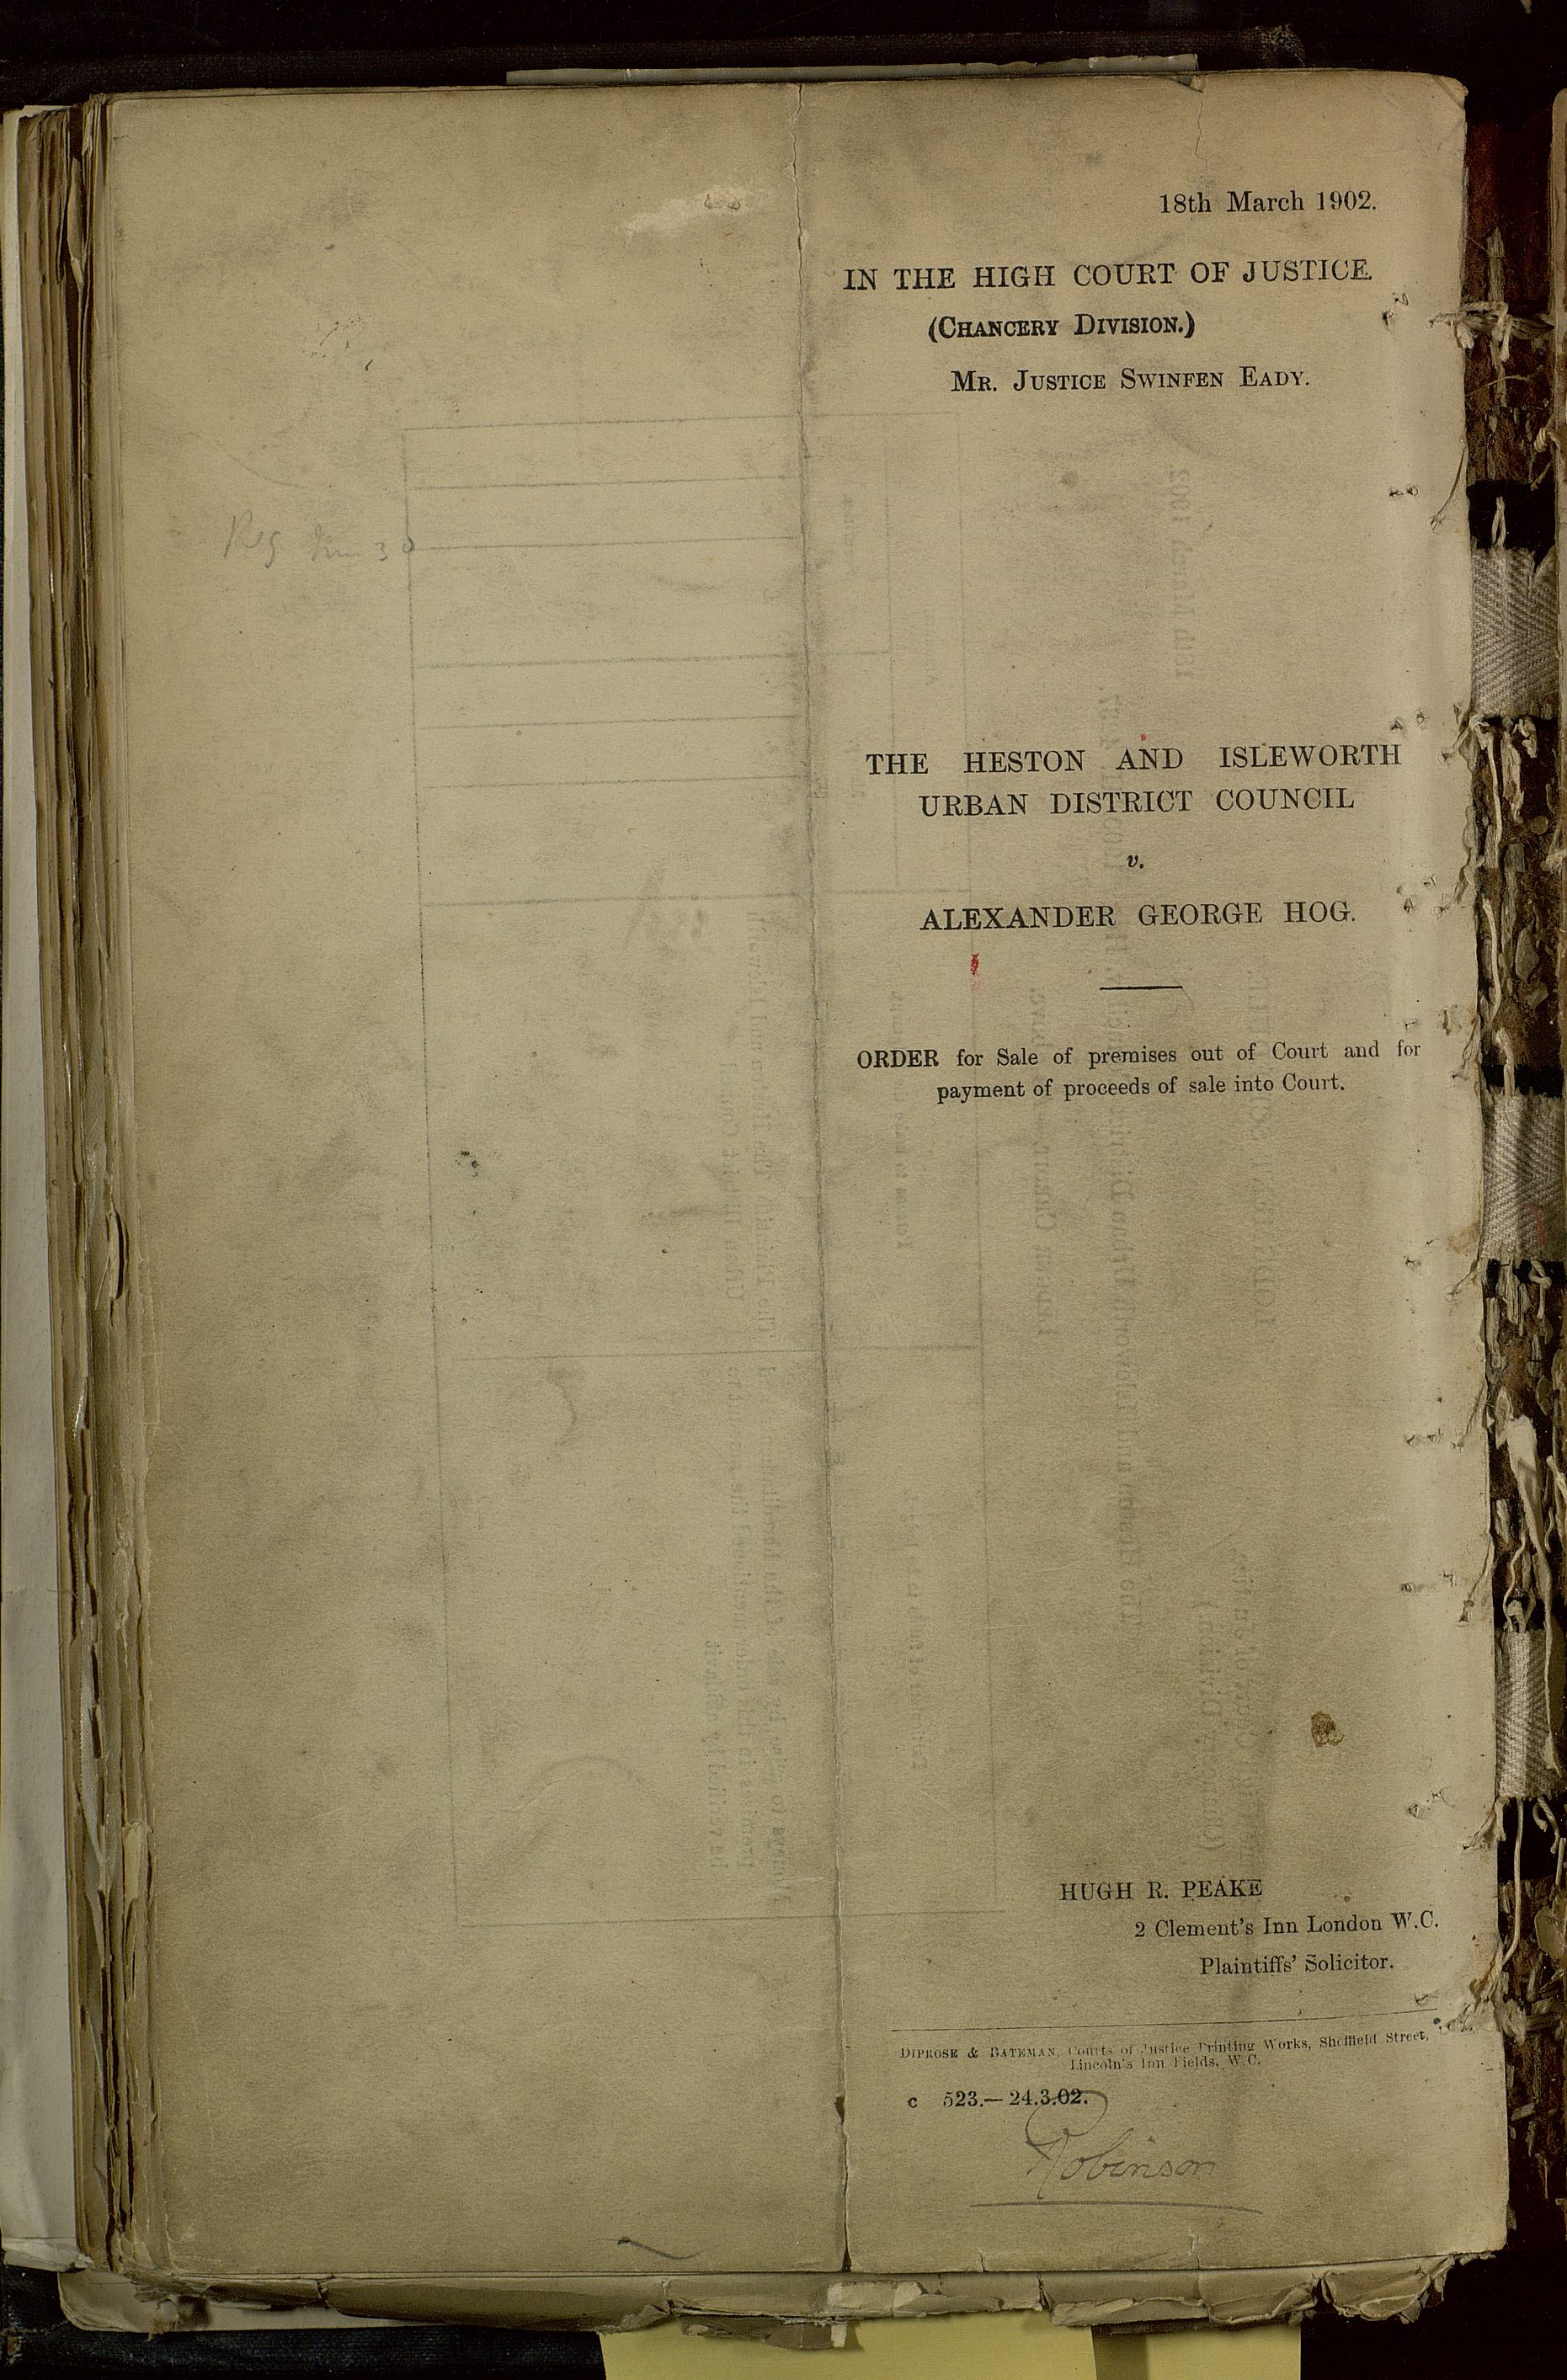 18th March 1902.
IN THE HIGH COURT OF JUSTICE
(CHANCERY DIVISION.)
MR. JUSTICE SWINFEN EADY.
Reg 30
THE HESTON AND ISLEWORTH
URBAN DISTRICT COUNCIL
v.
ALEXANDER GEORGE HOG.
ORDER for Sale of premises out of Court and for
payment of proceeds of sale into Court.
HUGH R. PEAKE
2 Clement's Inn London W.C.
Plaintiffs' Solicitor.
DIPROSE & BATEMAN, Courts of Justice Printing Works, Sheffield Street,
Lincoln's Inn Fields, W.C.
C 523.—24.3.02.
Robinson